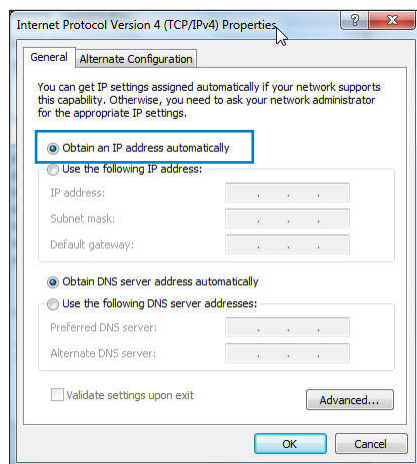 Internet Protocol Version 4 (TCP/IPv4) Properties
General
Alternate Configuration
You can get IP settings assigned automatically if your network supports
this capability. Otherwise, you need to ask your network administrator
for the appropriate IP settings.
Obtain an IP address automatically
Use the following IP address:
IP address:
Subnet mask:
Default gateway:
Obtain DNS server address automatically
Use the following DNS server addresses:
Preferred DNS server:
Alternate DNS server:
Validate settings upon exit
Advanced...
OK
Cancel